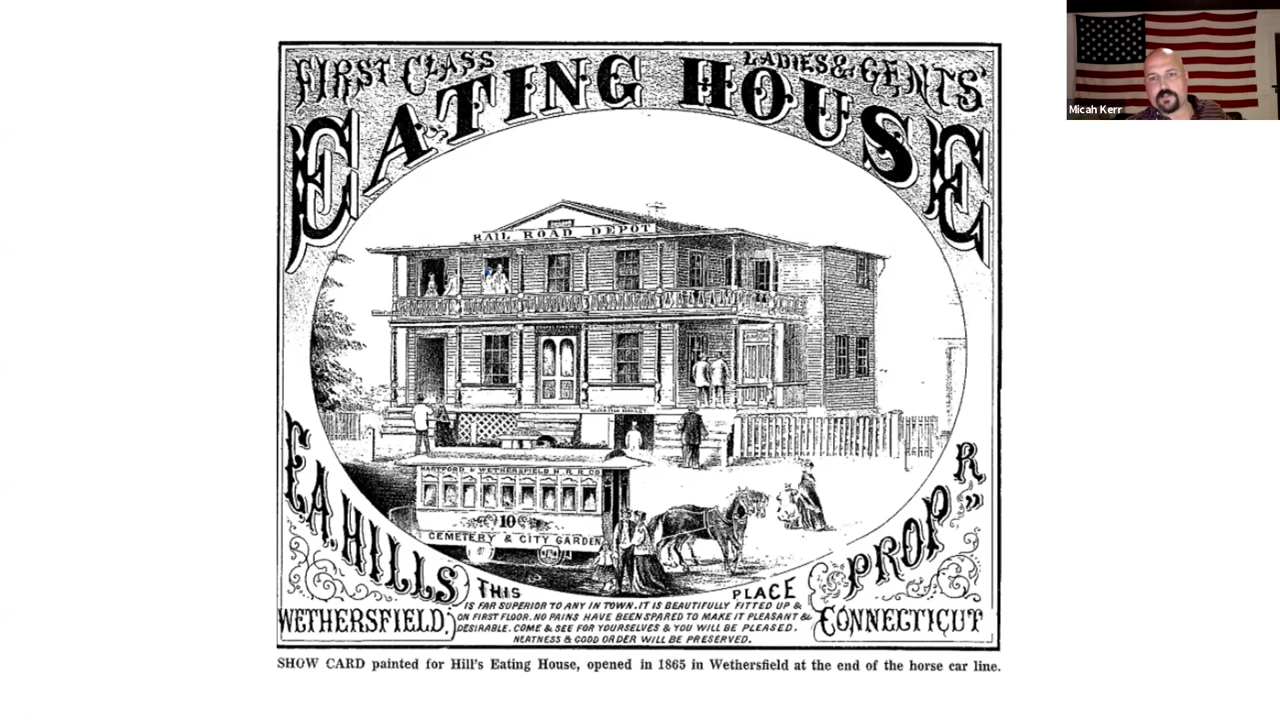 FIRST CLASS
LADIES & GENTS'
EATING HOUSE
RAIL ROAD DEPOT
HARTFORD & WETHERSFIELD H. R. R. CO
10
CEMETERY & CITY GARDEN
E. A. HILLS
PROP R
WETHERSFIELD,
CONNECTICUT
THIS PLACE
IS FAR SUPERIOR TO ANY IN TOWN. IT IS BEAUTIFULLY FITTED UP &
ON FIRST FLOOR. NO PAINS HAVE BEEN SPARED TO MAKE IT PLEASANT &
DESIRABLE. COME & SEE FOR YOURSELVES & YOU WILL BE PLEASED.
NEATNESS & GOOD ORDER WILL BE PRESERVED.
SHOW CARD painted for Hill's Eating House, opened in 1865 in Wethersfield at the end of the horse car line.
Micah Kerr